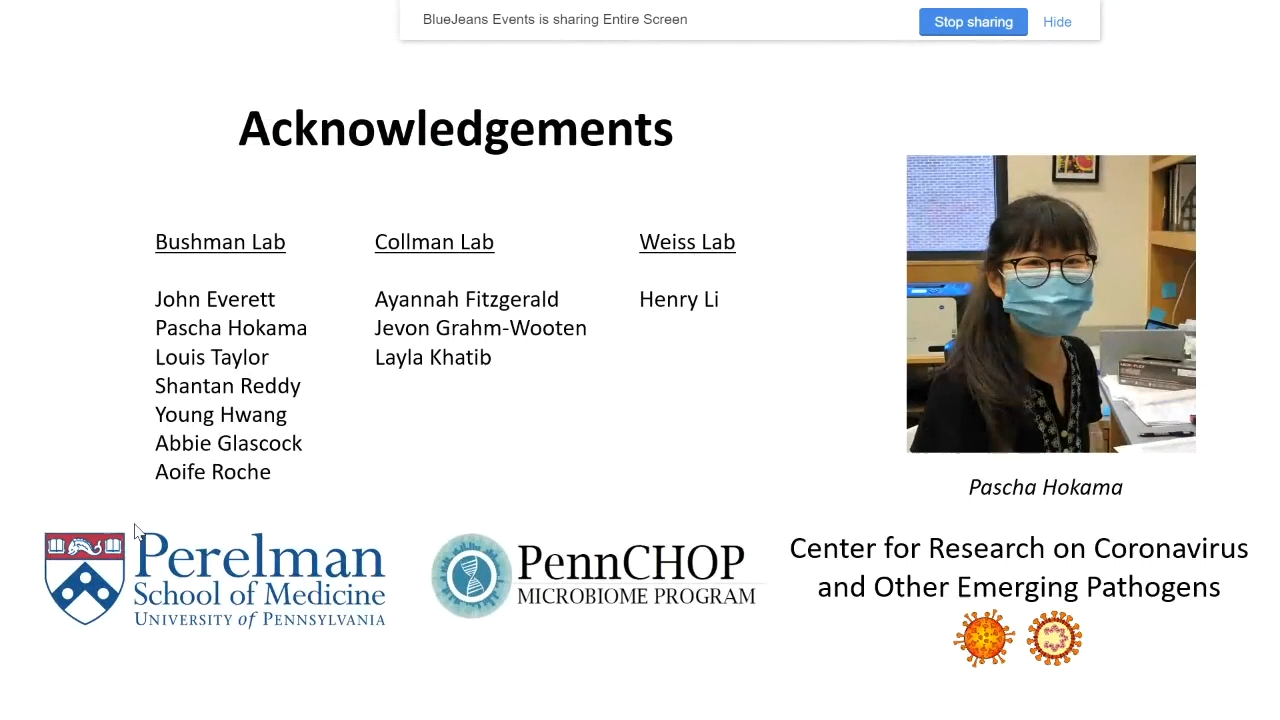 BlueJeans Events is sharing Entire Screen
Stop sharing
Hide
Acknowledgements
Bushman Lab
John Everett
Pascha Hokama
Louis Taylor
Shantan Reddy
Young Hwang
Abbie Glascock
Aoife Roche
Collman Lab
Ayannah Fitzgerald
Jevon Grahm-Wooten
Layla Khatib
Weiss Lab
Henry Li
Pascha Hokama
Perelman
School of Medicine
University of Pennsylvania
PennCHOP
MICROBIOME PROGRAM
Center for Research on Coronavirus
and Other Emerging Pathogens